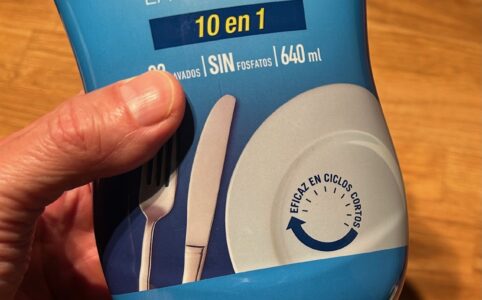 10 en 1
LAVADOS | SIN FOSFATOS | 640 ml
EFICAZ EN CICLOS CORTOS